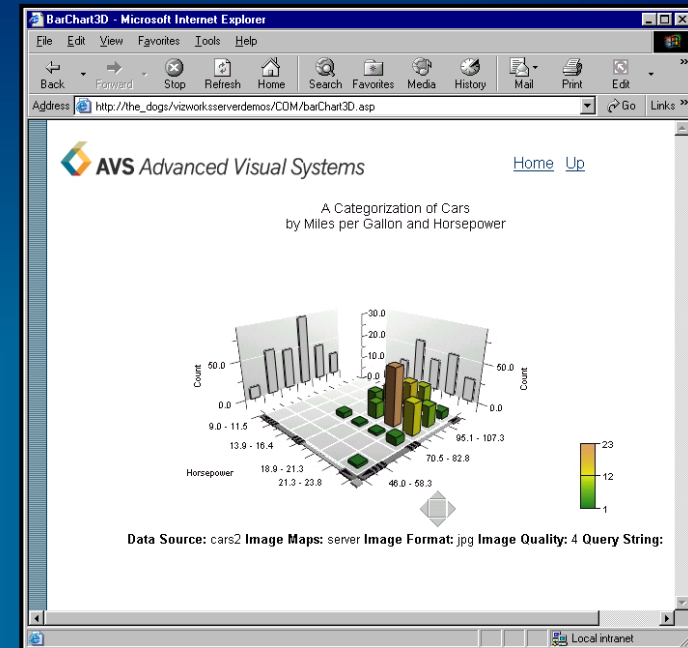 BarChart3D - Microsoft Internet Explorer
File Edit View Favorites Tools Help
Back Forward Stop Refresh Home Search Favorites Media History Mail Print Edit
Address http://the_dogs/vizworksserverdemos/COM/barChart3D.asp Go Links
AVS Advanced Visual Systems
Home Up
A Categorization of Cars
by Miles per Gallon and Horsepower
30.0
20.0
10.0
0.0
Count
50.0
0.0
50.0
0.0
Count
9.0 - 11.5
13.9 - 16.4
18.9 - 21.3
21.3 - 23.8
Horsepower
95.1 - 107.3
70.5 - 82.8
46.0 - 58.3
23
12
1
Data Source: cars2 Image Maps: server Image Format: jpg Image Quality: 4 Query String:
Local intranet